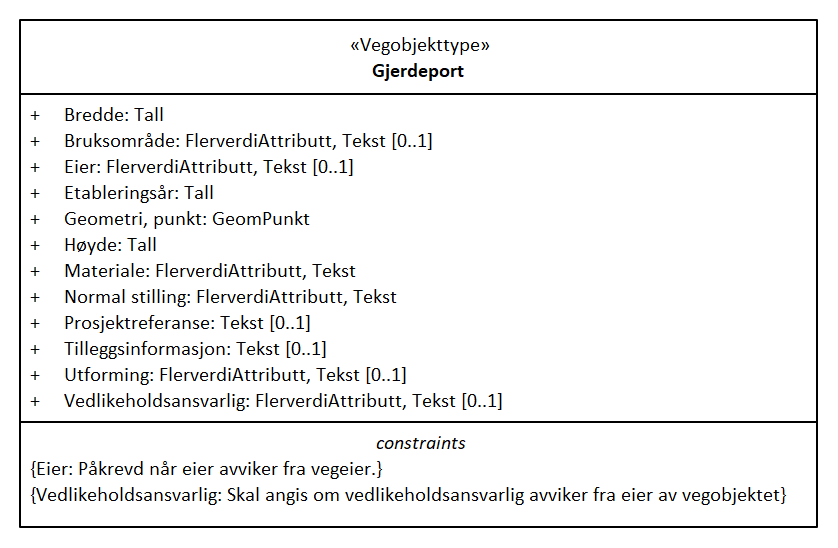 «Vegobjekttype»
Gjerdeport
+ Bredde: Tall
+ Bruksområde: FlerverdiAttributt, Tekst [0..1]
+ Eier: FlerverdiAttributt, Tekst [0..1]
+ Etableringsår: Tall
+ Geometri, punkt: GeomPunkt
+ Høyde: Tall
+ Materiale: FlerverdiAttributt, Tekst
+ Normal stilling: FlerverdiAttributt, Tekst
+ Prosjektreferanse: Tekst [0..1]
+ Tilleggsinformasjon: Tekst [0..1]
+ Utforming: FlerverdiAttributt, Tekst [0..1]
+ Vedlikeholdsansvarlig: FlerverdiAttributt, Tekst [0..1]
constraints
{Eier: Påkrevd når eier avviker fra vegeier.}
{Vedlikeholdsansvarlig: Skal angis om vedlikeholdsansvarlig avviker fra eier av vegobjektet}